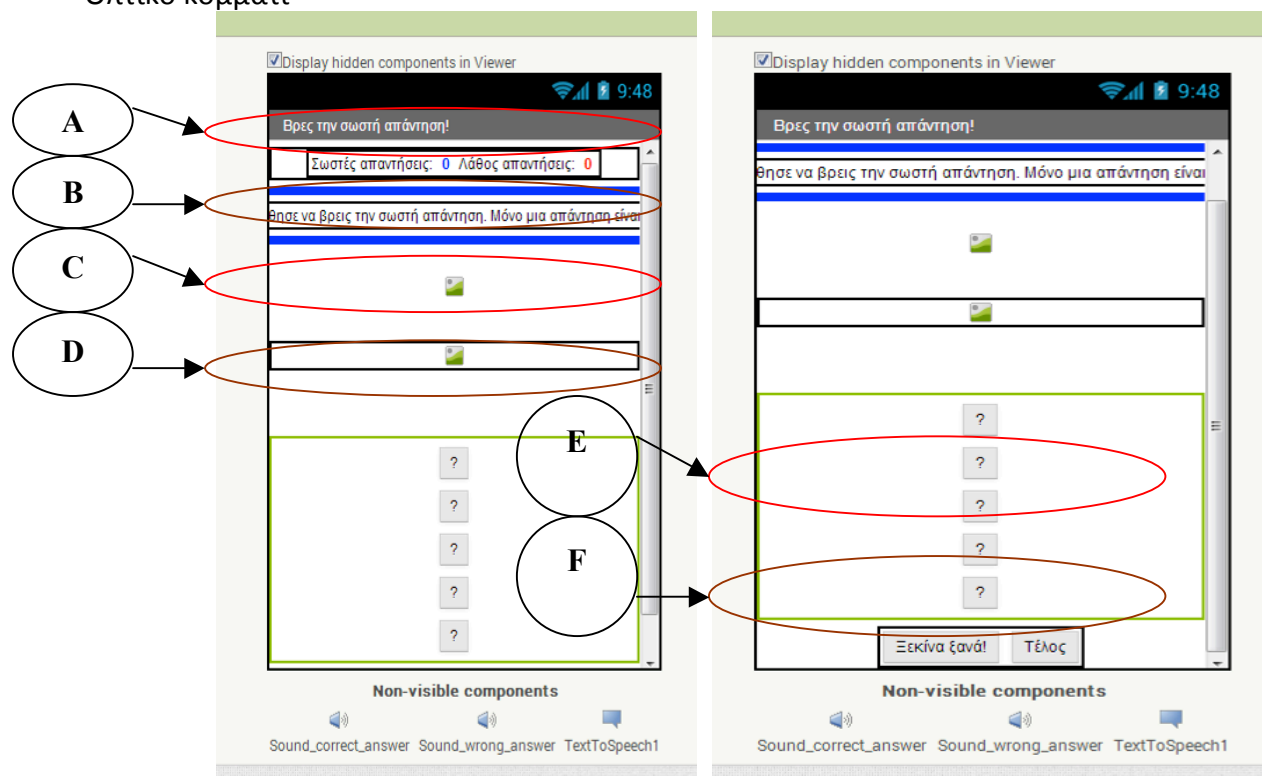 Οπτικό κομμάτι
Display hidden components in Viewer
9:48
Βρες την σωστή απάντηση!
Σωστές απαντήσεις: 0 Λάθος απαντήσεις: 0
θησε να βρεις την σωστή απάντηση. Μόνο μια απάντηση είναι
?
?
?
?
?
Non-visible components
Sound_correct_answer Sound_wrong_answer TextToSpeech1
Display hidden components in Viewer
9:48
Βρες την σωστή απάντηση!
θησε να βρεις την σωστή απάντηση. Μόνο μια απάντηση είναι
?
?
?
?
?
Ξεκίνα ξανά! Τέλος
Non-visible components
Sound_correct_answer Sound_wrong_answer TextToSpeech1
A
B
C
D
E
F